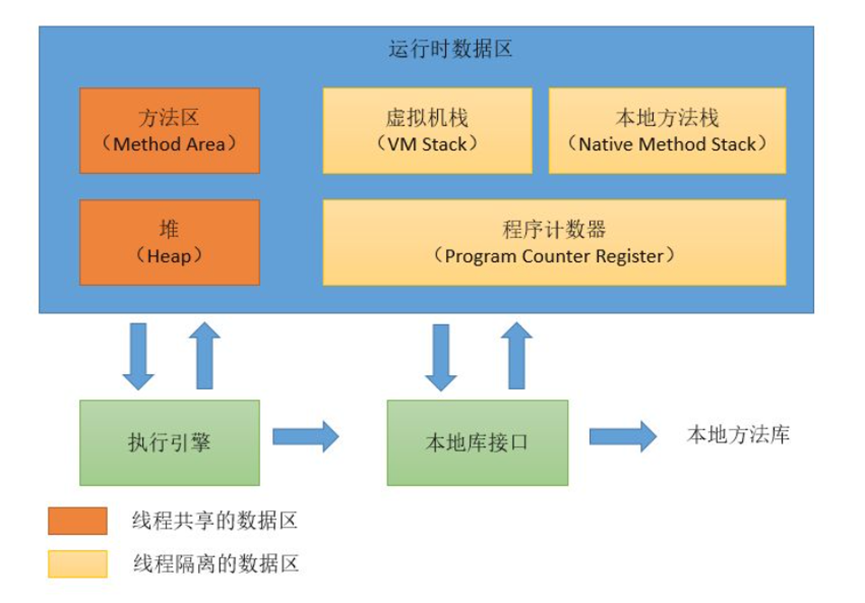 运行时数据区
方法区
（Method Area）
虚拟机栈
（VM Stack）
本地方法栈
（Native Method Stack）
堆
（Heap）
程序计数器
（Program Counter Register）
执行引擎
本地库接口
本地方法库
线程共享的数据区
线程隔离的数据区